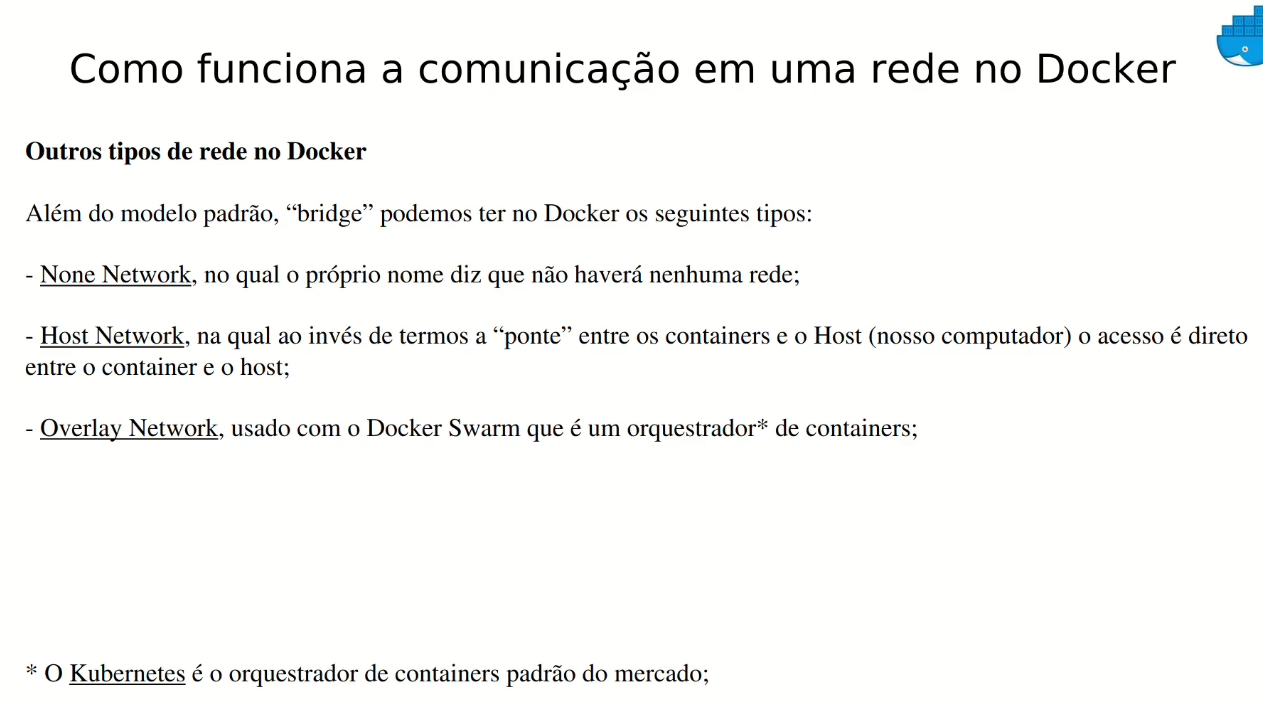 Como funciona a comunicação em uma rede no Docker
Outros tipos de rede no Docker
Além do modelo padrão, “bridge” podemos ter no Docker os seguintes tipos:
- None Network, no qual o próprio nome diz que não haverá nenhuma rede;
- Host Network, na qual ao invés de termos a “ponte” entre os containers e o Host (nosso computador) o acesso é direto
entre o container e o host;
- Overlay Network, usado com o Docker Swarm que é um orquestrador* de containers;
* O Kubernetes é o orquestrador de containers padrão do mercado;